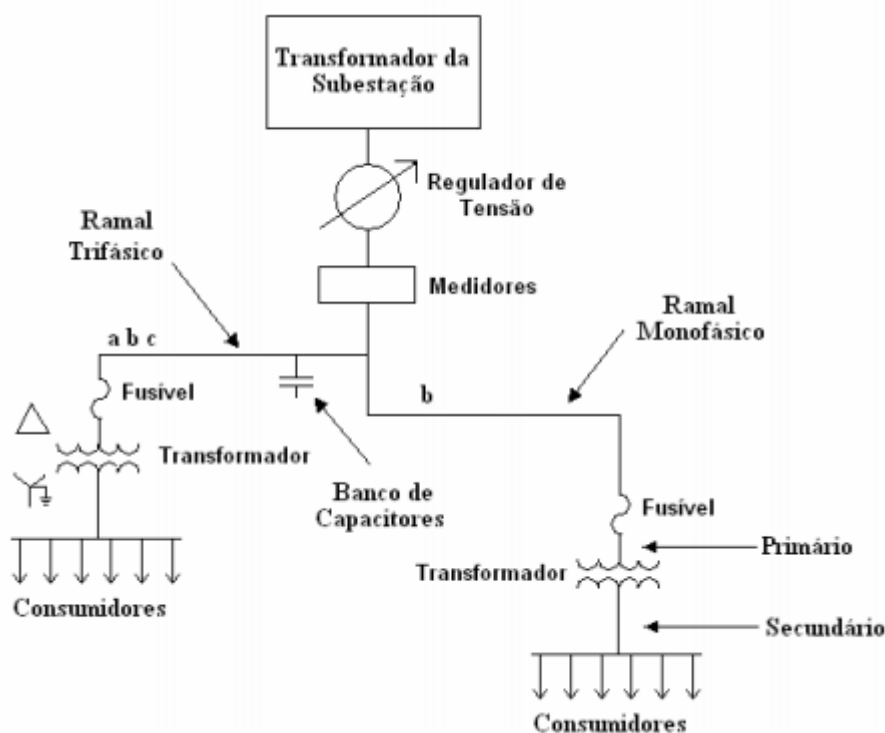 Transformador da
Subestação
Regulador de
Tensão
Ramal
Trifásico
Medidores
Ramal
Monofásico
a b c
b
Fusível
Transformador
Banco de
Capacitores
Fusível
Primário
Transformador
Consumidores
Secundário
Consumidores